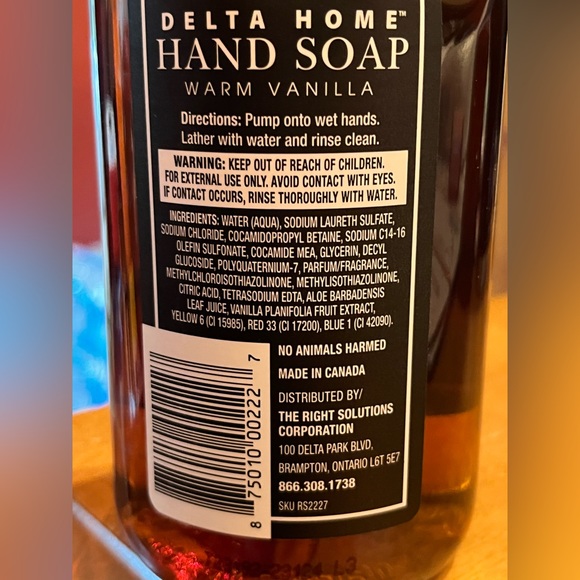 DELTA HOME™
HAND SOAP
WARM VANILLA
Directions: Pump onto wet hands.
Lather with water and rinse clean.
WARNING: KEEP OUT OF REACH OF CHILDREN.
FOR EXTERNAL USE ONLY. AVOID CONTACT WITH EYES.
IF CONTACT OCCURS, RINSE THOROUGHLY WITH WATER.
INGREDIENTS: WATER (AQUA), SODIUM LAURETH SULFATE,
SODIUM CHLORIDE, COCAMIDOPROPYL BETAINE, SODIUM C14-16
OLEFIN SULFONATE, COCAMIDE MEA, GLYCERIN, DECYL
GLUCOSIDE, POLYQUATERNIUM-7, PARFUM/FRAGRANCE,
METHYLCHLOROISOTHIAZOLINONE, METHYLISOTHIAZOLINONE,
CITRIC ACID, TETRASODIUM EDTA, ALOE BARBADENSIS
LEAF JUICE, VANILLA PLANIFOLIA FRUIT EXTRACT,
YELLOW 6 (CI 15985), RED 33 (CI 17200), BLUE 1 (CI 42090).
8 75010 00222 7
NO ANIMALS HARMED
MADE IN CANADA
DISTRIBUTED BY/
THE RIGHT SOLUTIONS
CORPORATION
100 DELTA PARK BLVD,
BRAMPTON, ONTARIO L6T 5E7
866.308.1738
SKU RS2227
L3